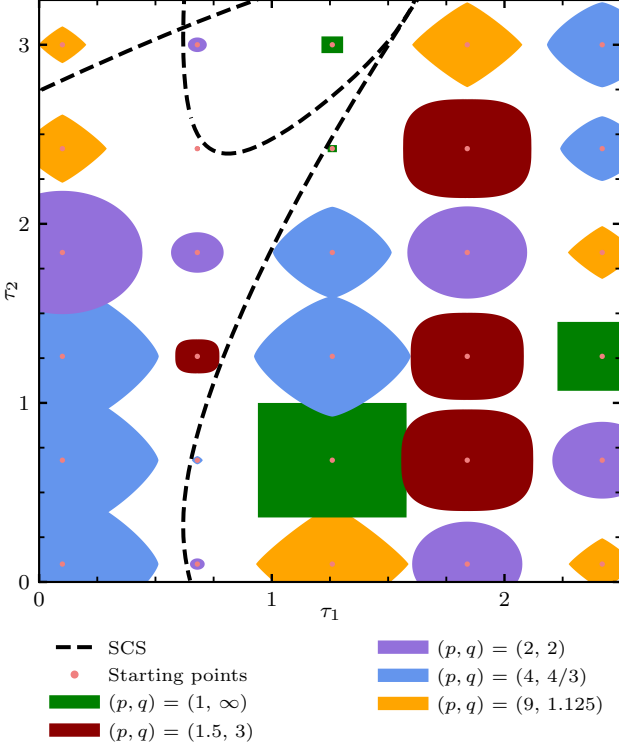 3
2
τ2
1
0
0
1
2
τ1
SCS
Starting points
(p, q) = (1, ∞)
(p, q) = (1.5, 3)
(p, q) = (2, 2)
(p, q) = (4, 4/3)
(p, q) = (9, 1.125)